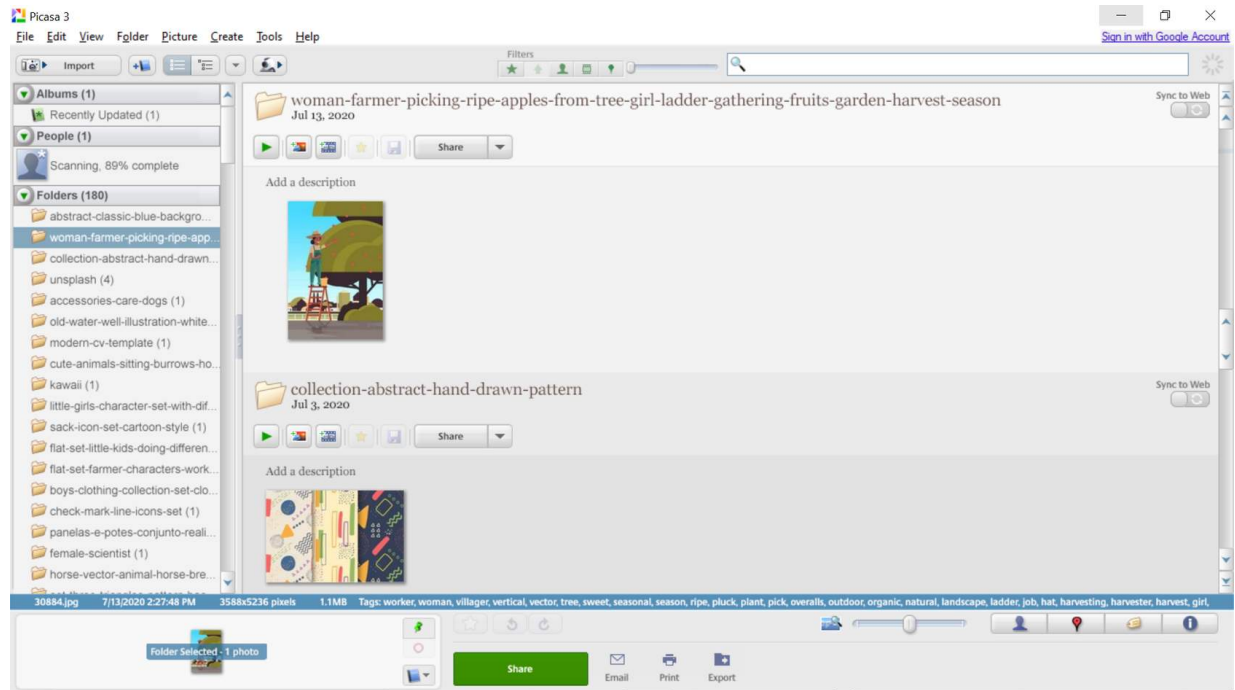 Picasa 3
File Edit View Folder Picture Create Tools Help
Sign in with Google Account
Import
Filters
Albums (1)
Recently Updated (1)
People (1)
Scanning, 89% complete
Folders (180)
abstract-classic-blue-backgro...
woman-farmer-picking-ripe-app...
collection-abstract-hand-drawn...
unsplash (4)
accessories-care-dogs (1)
old-water-well-illustration-white...
modern-cv-template (1)
cute-animals-sitting-burrows-ho...
kawaii (1)
little-girls-character-set-with-dif...
sack-icon-set-cartoon-style (1)
flat-set-little-kids-doing-differen...
flat-set-farmer-characters-work...
boys-clothing-collection-set-clo...
check-mark-line-icons-set (1)
panelas-e-potes-conjunto-reali...
female-scientist (1)
horse-vector-animal-horse-bre...
woman-farmer-picking-ripe-apples-from-tree-girl-ladder-gathering-fruits-garden-harvest-season
Jul 13, 2020
Sync to Web
Share
Add a description
collection-abstract-hand-drawn-pattern
Jul 3, 2020
Sync to Web
Share
Add a description
30884.jpg 7/13/2020 2:27:48 PM 3588x5236 pixels 1.1MB Tags: worker, woman, villager, vertical, vector, tree, sweet, seasonal, season, ripe, pluck, plant, pick, overalls, outdoor, organic, natural, landscape, ladder, job, hat, harvesting, harvester, harvest, girl,
Folder Selected - 1 photo
Share
Email Print Export